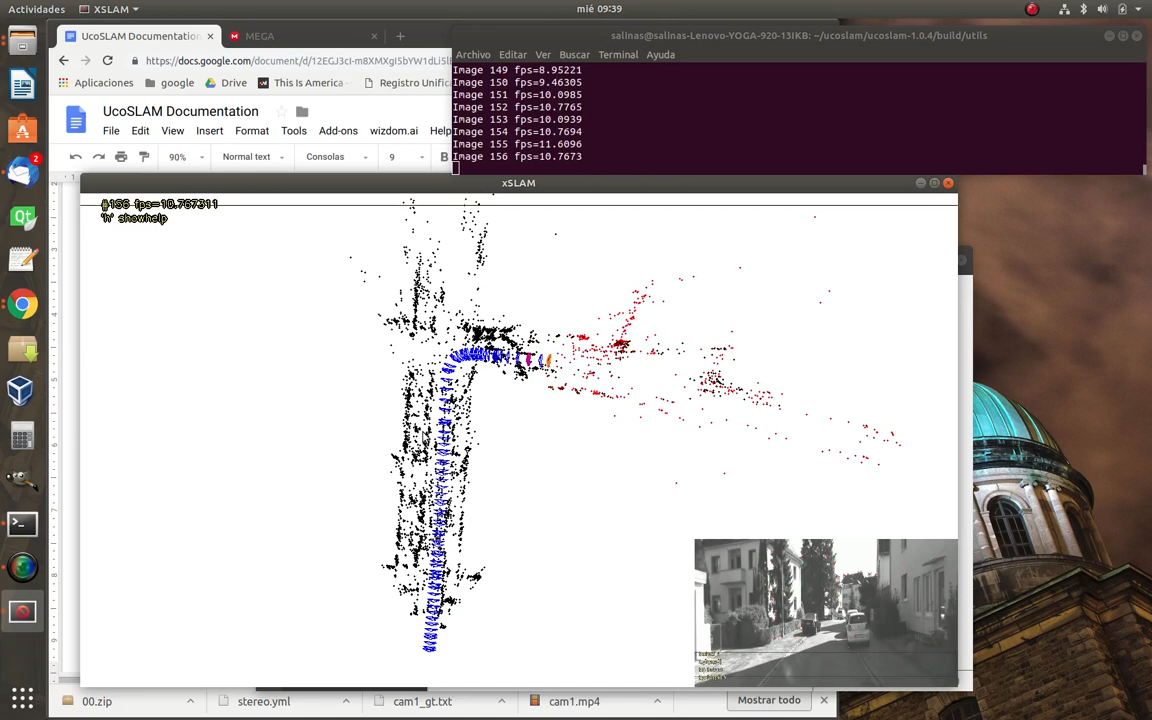 Actividades
XSLAM
mié 09:39
UcoSLAM Documentation
MEGA
salinas@salinas-Lenovo-YOGA-920-13IKB: ~/ucoslam/ucoslam-1.0.4/build/utils
Archivo Editar Ver Buscar Terminal Ayuda
Aplicaciones google Drive This Is America Registro Unific
UcoSLAM Documentation
File Edit View Insert Format Tools Add-ons wizdom.ai Help
90% Normal text Consolas 9 B
Image 149 fps=8.95221
Image 150 fps=9.46305
Image 151 fps=10.0985
Image 152 fps=10.7765
Image 153 fps=10.0939
Image 154 fps=10.7694
Image 155 fps=11.6096
Image 156 fps=10.7673
xSLAM
#156 fps=10.767311
'h' showhelp
2
00.zip stereo.yml cam1_gt.txt cam1.mp4 Mostrar todo